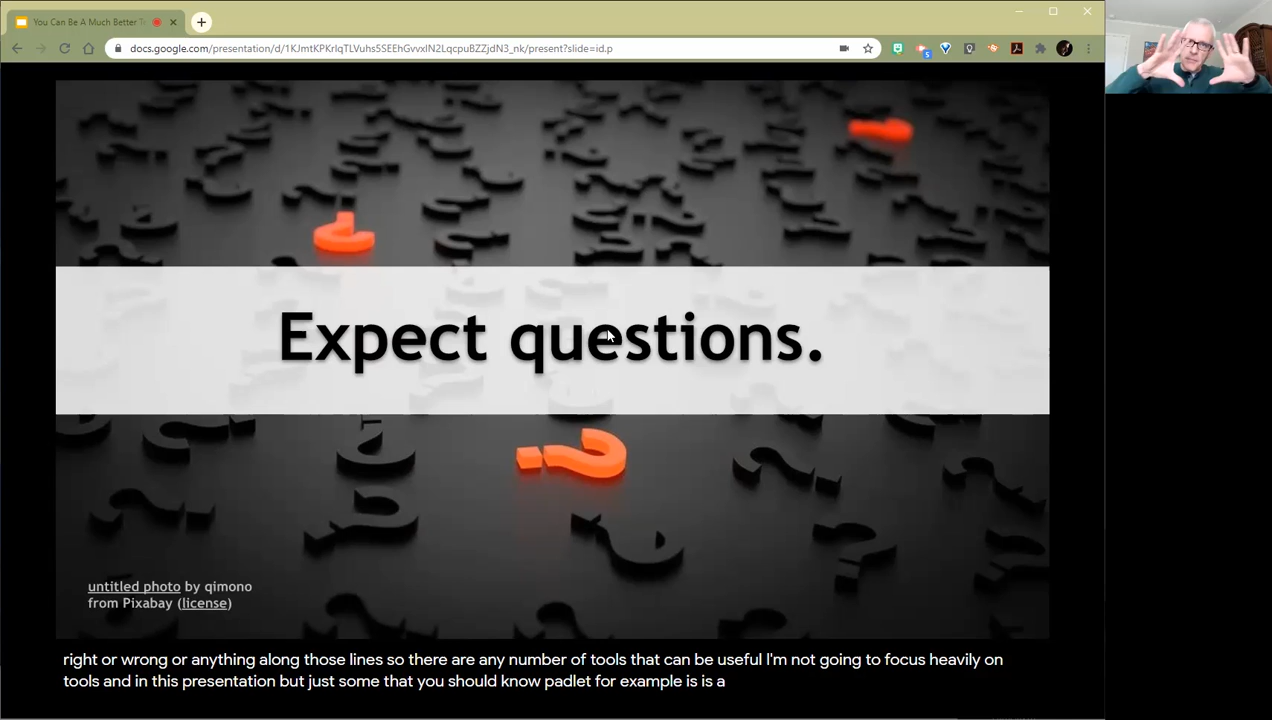 You Can Be A Much Better T
docs.google.com/presentation/d/1KJmtKPKrlqTLVuhs5SEEhGvvxlN2LqcpuBZZjdN3_nk/present?slide=id.p
5
Expect questions.
untitled photo by qimono
from Pixabay (license)
right or wrong or anything along those lines so there are any number of tools that can be useful I'm not going to focus heavily on
tools and in this presentation but just some that you should know padlet for example is is a